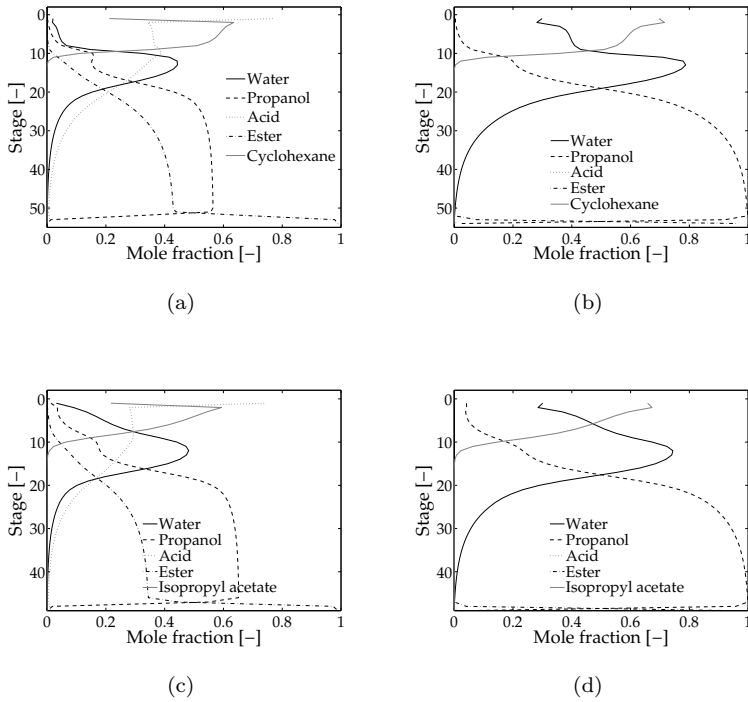 0
10
20
30
40
50
Stage [−]
0
0.2
0.4
0.6
0.8
1
Mole fraction [−]
Water
Propanol
Acid
Ester
Cyclohexane
(a)
0
10
20
30
40
50
Stage [−]
0
0.2
0.4
0.6
0.8
1
Mole fraction [−]
Water
Propanol
Acid
Ester
Cyclohexane
(b)
0
10
20
30
40
Stage [−]
0
0.2
0.4
0.6
0.8
1
Mole fraction [−]
Water
Propanol
Acid
Ester
Isopropyl acetate
(c)
0
10
20
30
40
Stage [−]
0
0.2
0.4
0.6
0.8
1
Mole fraction [−]
Water
Propanol
Acid
Ester
Isopropyl acetate
(d)